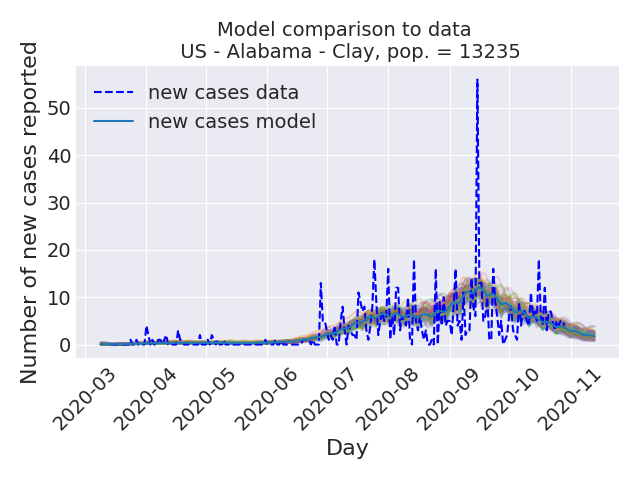 Model comparison to data
US - Alabama - Clay, pop. = 13235
Number of new cases reported
50
40
30
20
10
0
new cases data
new cases model
2020-03
2020-04
2020-05
2020-06
2020-07
2020-08
2020-09
2020-10
2020-11
Day